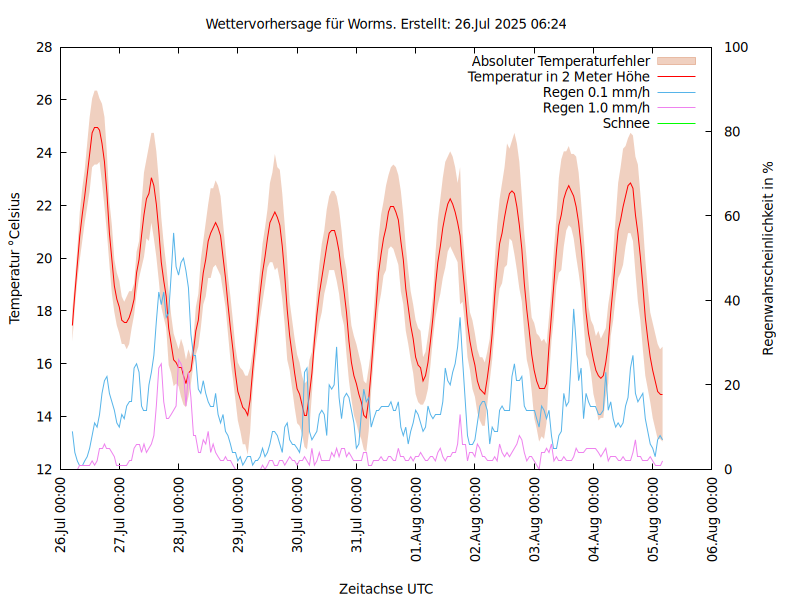 Wettervorhersage für Worms. Erstellt: 26.Jul 2025 06:24
28
26
24
22
20
18
16
14
12
100
80
60
40
20
0
Temperatur °Celsius
Regenwahrscheinlichkeit in %
Absoluter Temperaturfehler
Temperatur in 2 Meter Höhe
Regen 0.1 mm/h
Regen 1.0 mm/h
Schnee
26.Jul 00:00
27.Jul 00:00
28.Jul 00:00
29.Jul 00:00
30.Jul 00:00
31.Jul 00:00
01.Aug 00:00
02.Aug 00:00
03.Aug 00:00
04.Aug 00:00
05.Aug 00:00
06.Aug 00:00
Zeitachse UTC